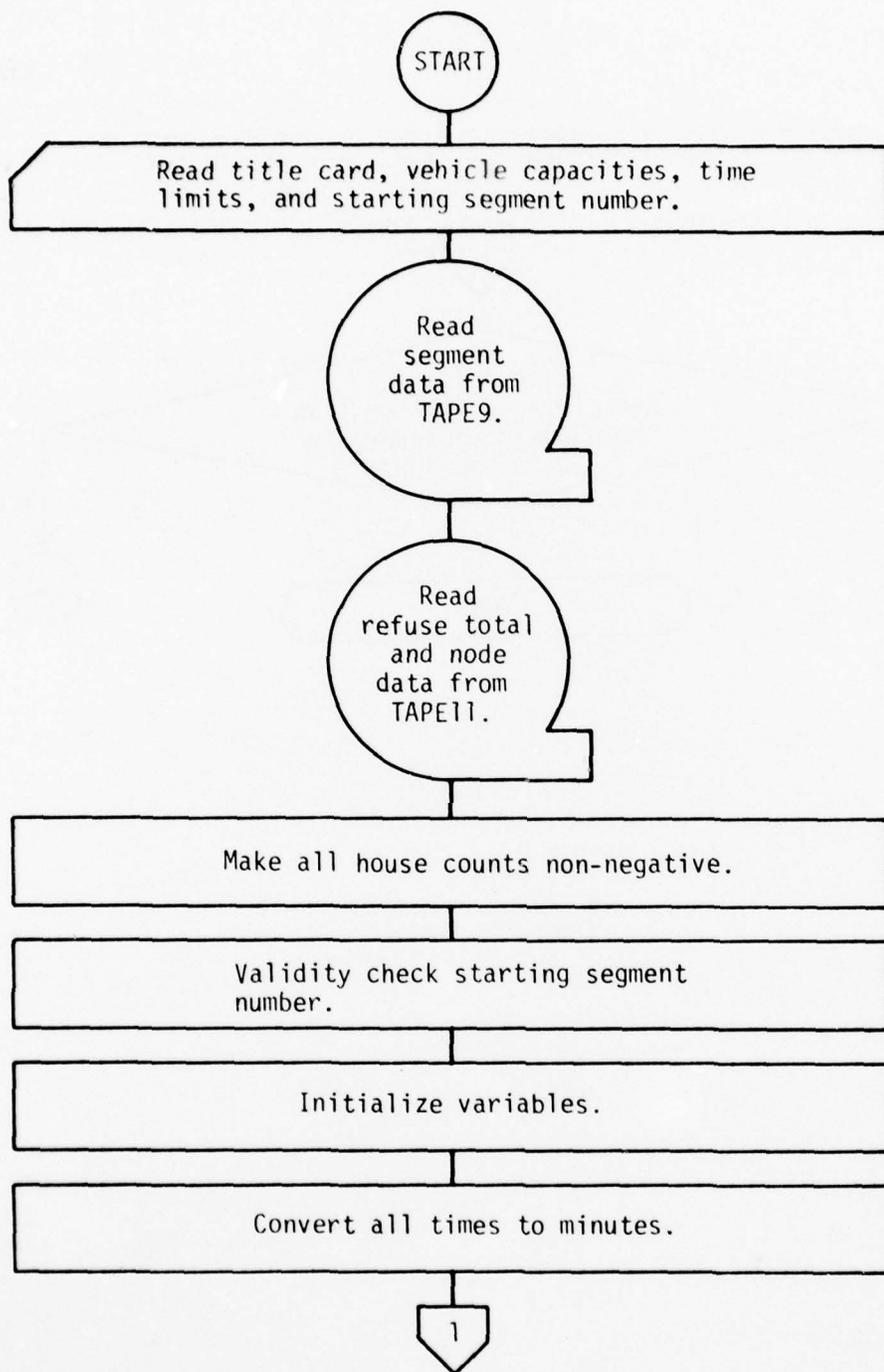 START
Read title card, vehicle capacities, time
limits, and starting segment number.
Read
segment
data from
TAPE9.
Read
refuse total
and node
data from
TAPE11.
Make all house counts non-negative.
Validity check starting segment
number.
Initialize variables.
Convert all times to minutes.
1